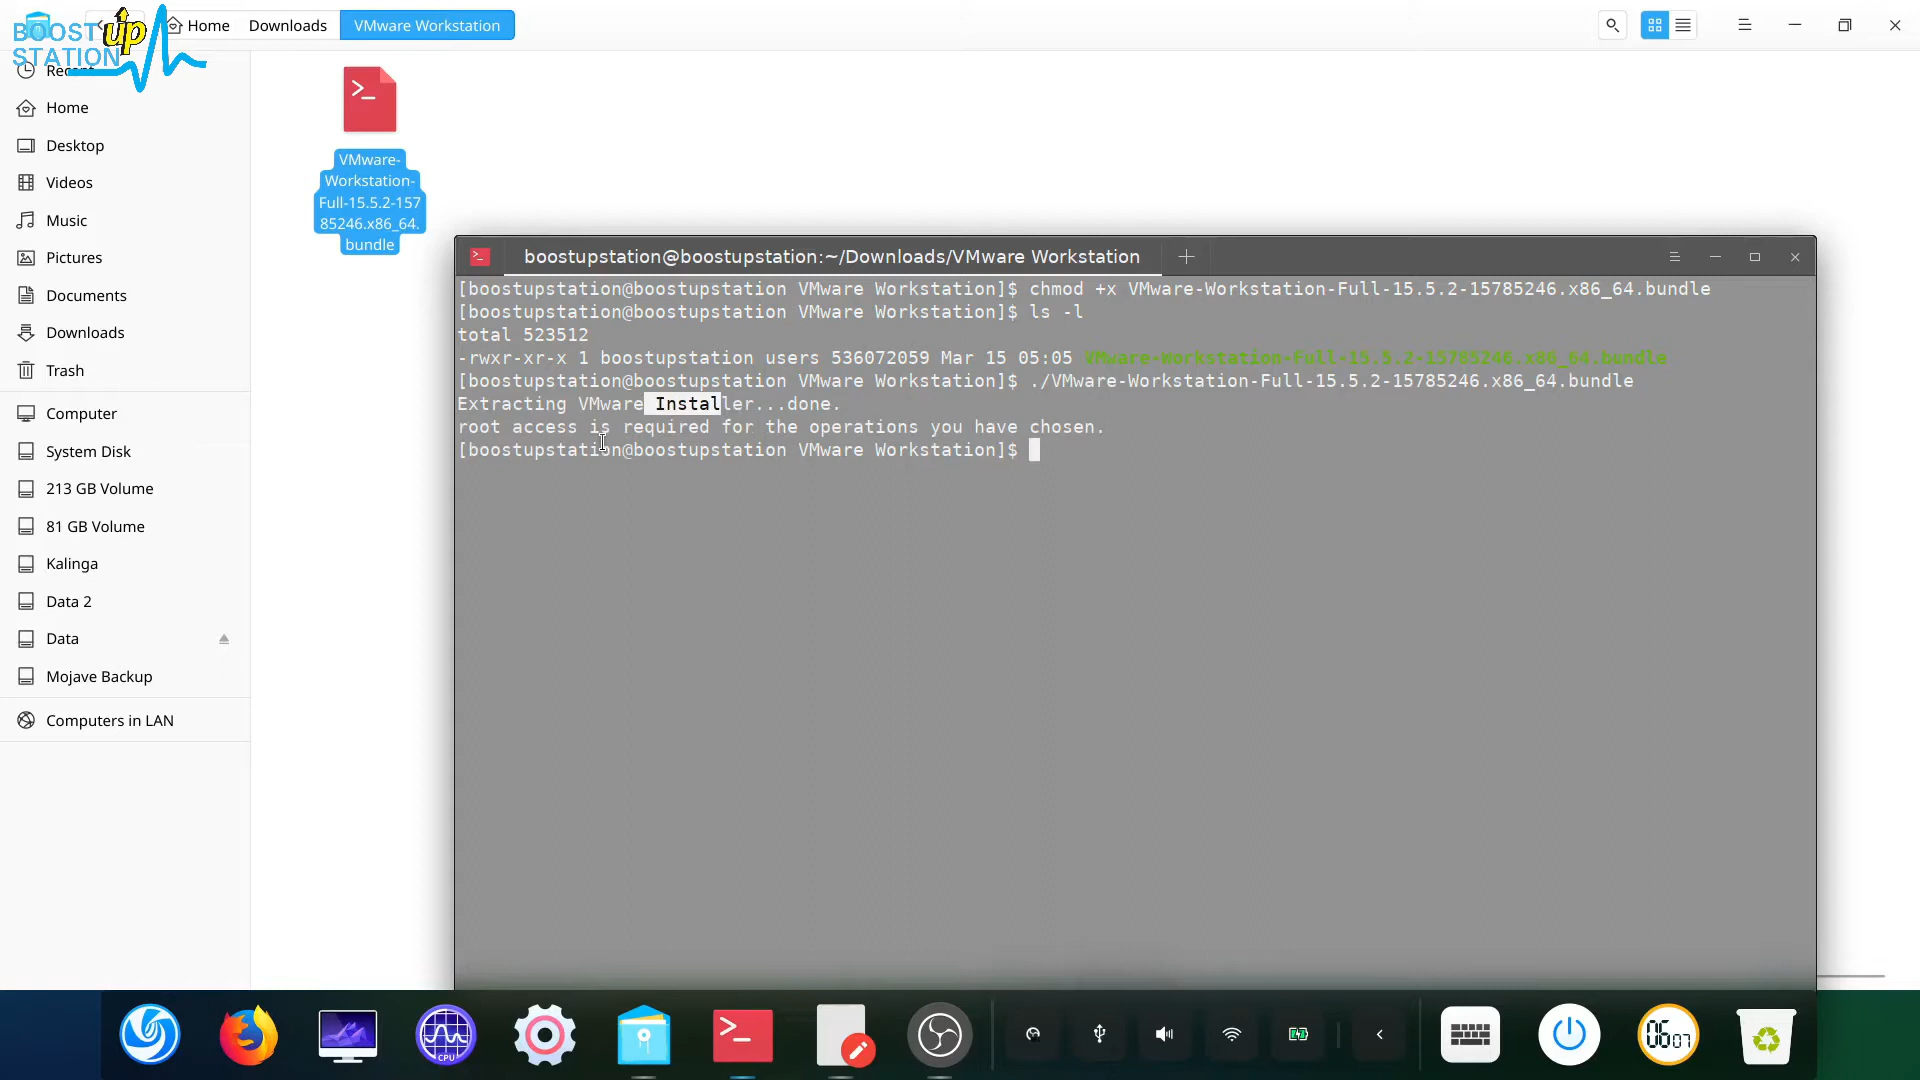 BOOST up
STATION
Home
Downloads
VMware Workstation
Recent
Home
Desktop
Videos
Music
Pictures
Documents
Downloads
Trash
Computer
System Disk
213 GB Volume
81 GB Volume
Kalinga
Data 2
Data
Mojave Backup
Computers in LAN
>_
VMware-
Workstation-
Full-15.5.2-157
85246.x86_64.
bundle
boostupstation@boostupstation:~/Downloads/VMware Workstation
[boostupstation@boostupstation VMware Workstation]$ chmod +x VMware-Workstation-Full-15.5.2-15785246.x86_64.bundle
[boostupstation@boostupstation VMware Workstation]$ ls -l
total 523512
-rwxr-xr-x 1 boostupstation users 536072059 Mar 15 05:05 VMware-Workstation-Full-15.5.2-15785246.x86_64.bundle
[boostupstation@boostupstation VMware Workstation]$ ./VMware-Workstation-Full-15.5.2-15785246.x86_64.bundle
Extracting VMware Installer...done.
root access is required for the operations you have chosen.
[boostupstation@boostupstation VMware Workstation]$
CPU
>_
06 07